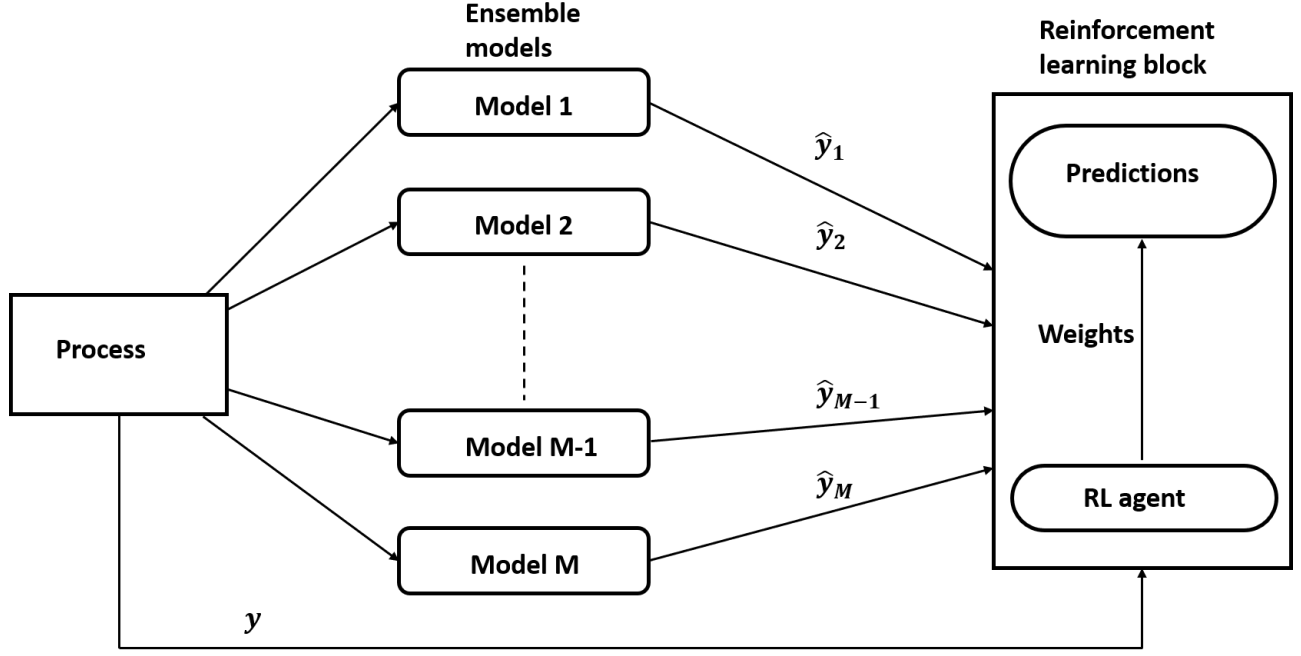 Ensemble
models
Reinforcement
learning block
Model 1
ŷ₁
Predictions
Model 2
ŷ₂
Process
Weights
ŷ_{M−1}
Model M-1
ŷ_M
RL agent
Model M
y